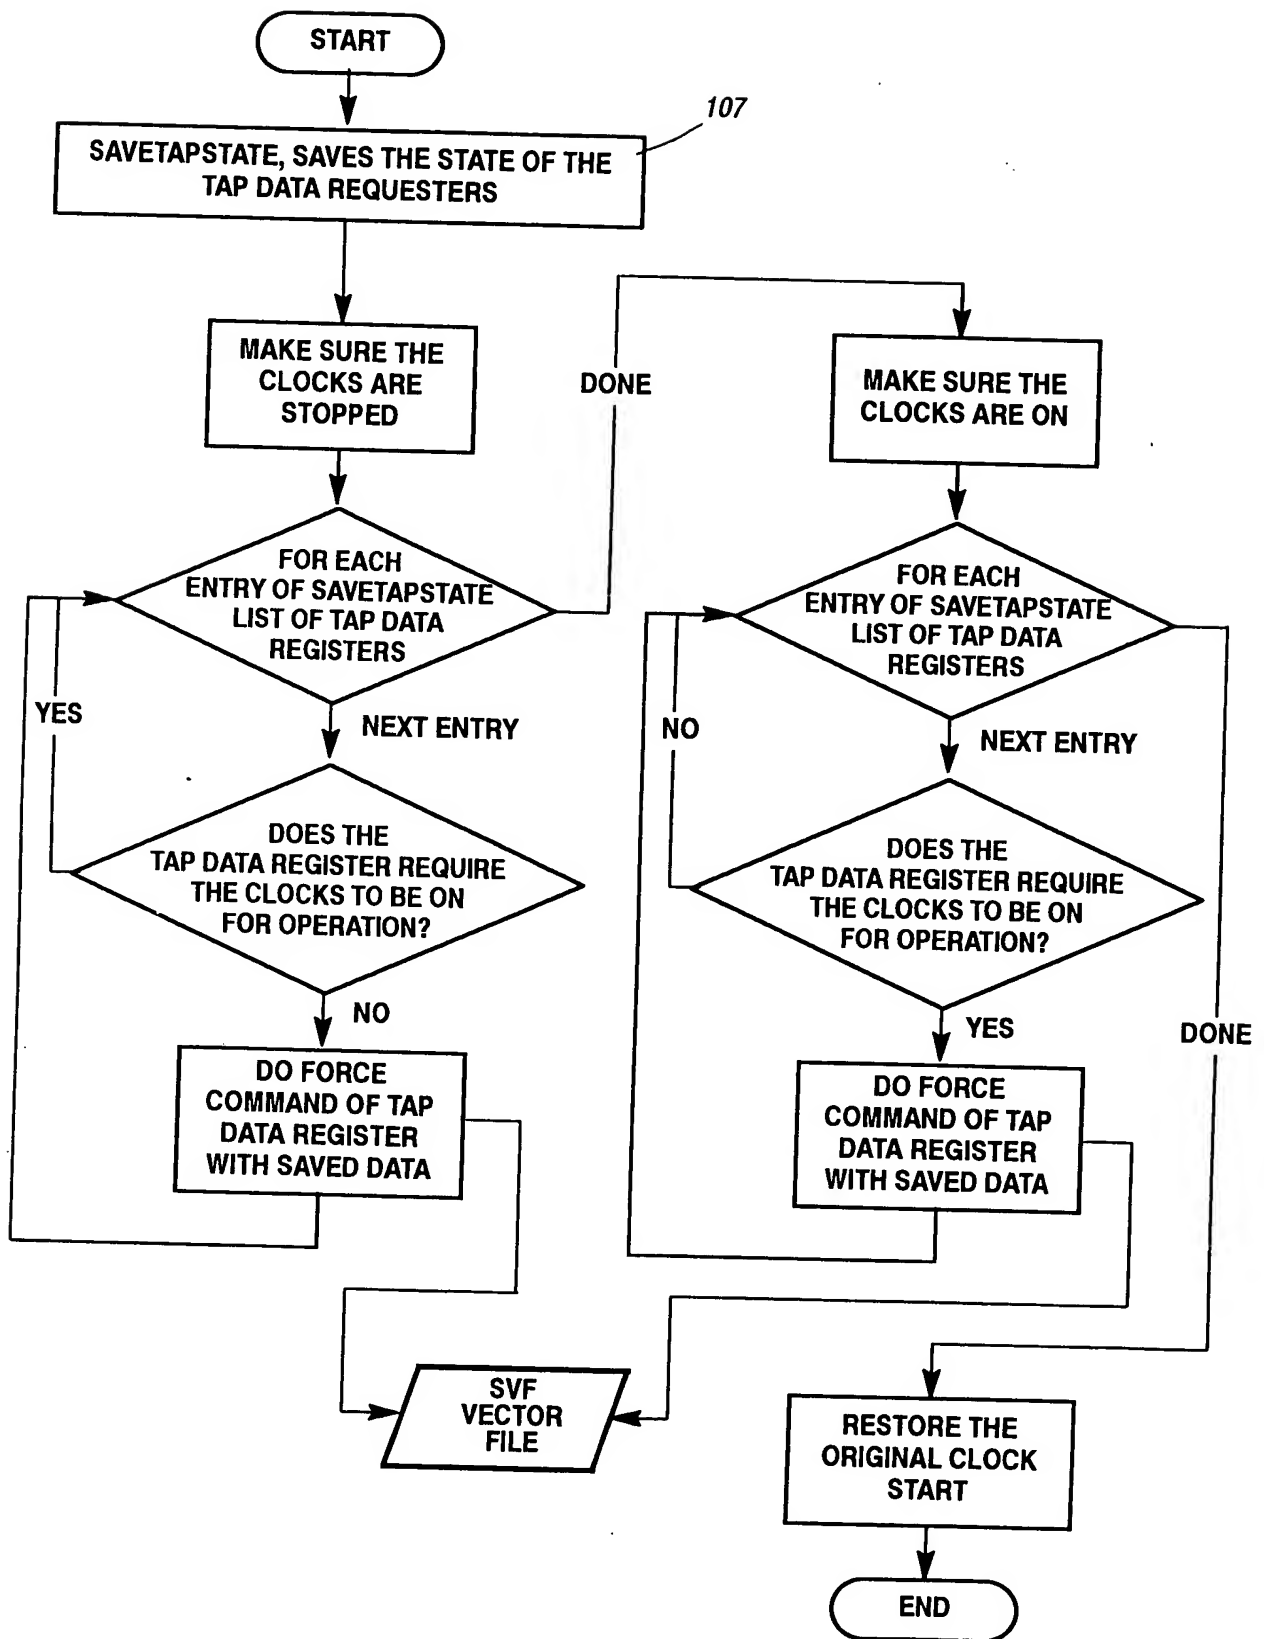 START
107
SAVETAPSTATE, SAVES THE STATE OF THE
TAP DATA REQUESTERS
MAKE SURE THE
CLOCKS ARE
STOPPED
DONE
FOR EACH
ENTRY OF SAVETAPSTATE
LIST OF TAP DATA
REGISTERS
YES
NEXT ENTRY
DOES THE
TAP DATA REGISTER REQUIRE
THE CLOCKS TO BE ON
FOR OPERATION?
NO
DO FORCE
COMMAND OF TAP
DATA REGISTER
WITH SAVED DATA
MAKE SURE THE
CLOCKS ARE ON
FOR EACH
ENTRY OF SAVETAPSTATE
LIST OF TAP DATA
REGISTERS
NO
NEXT ENTRY
DOES THE
TAP DATA REGISTER REQUIRE
THE CLOCKS TO BE ON
FOR OPERATION?
YES
DONE
DO FORCE
COMMAND OF TAP
DATA REGISTER
WITH SAVED DATA
SVF
VECTOR
FILE
RESTORE THE
ORIGINAL CLOCK
START
END